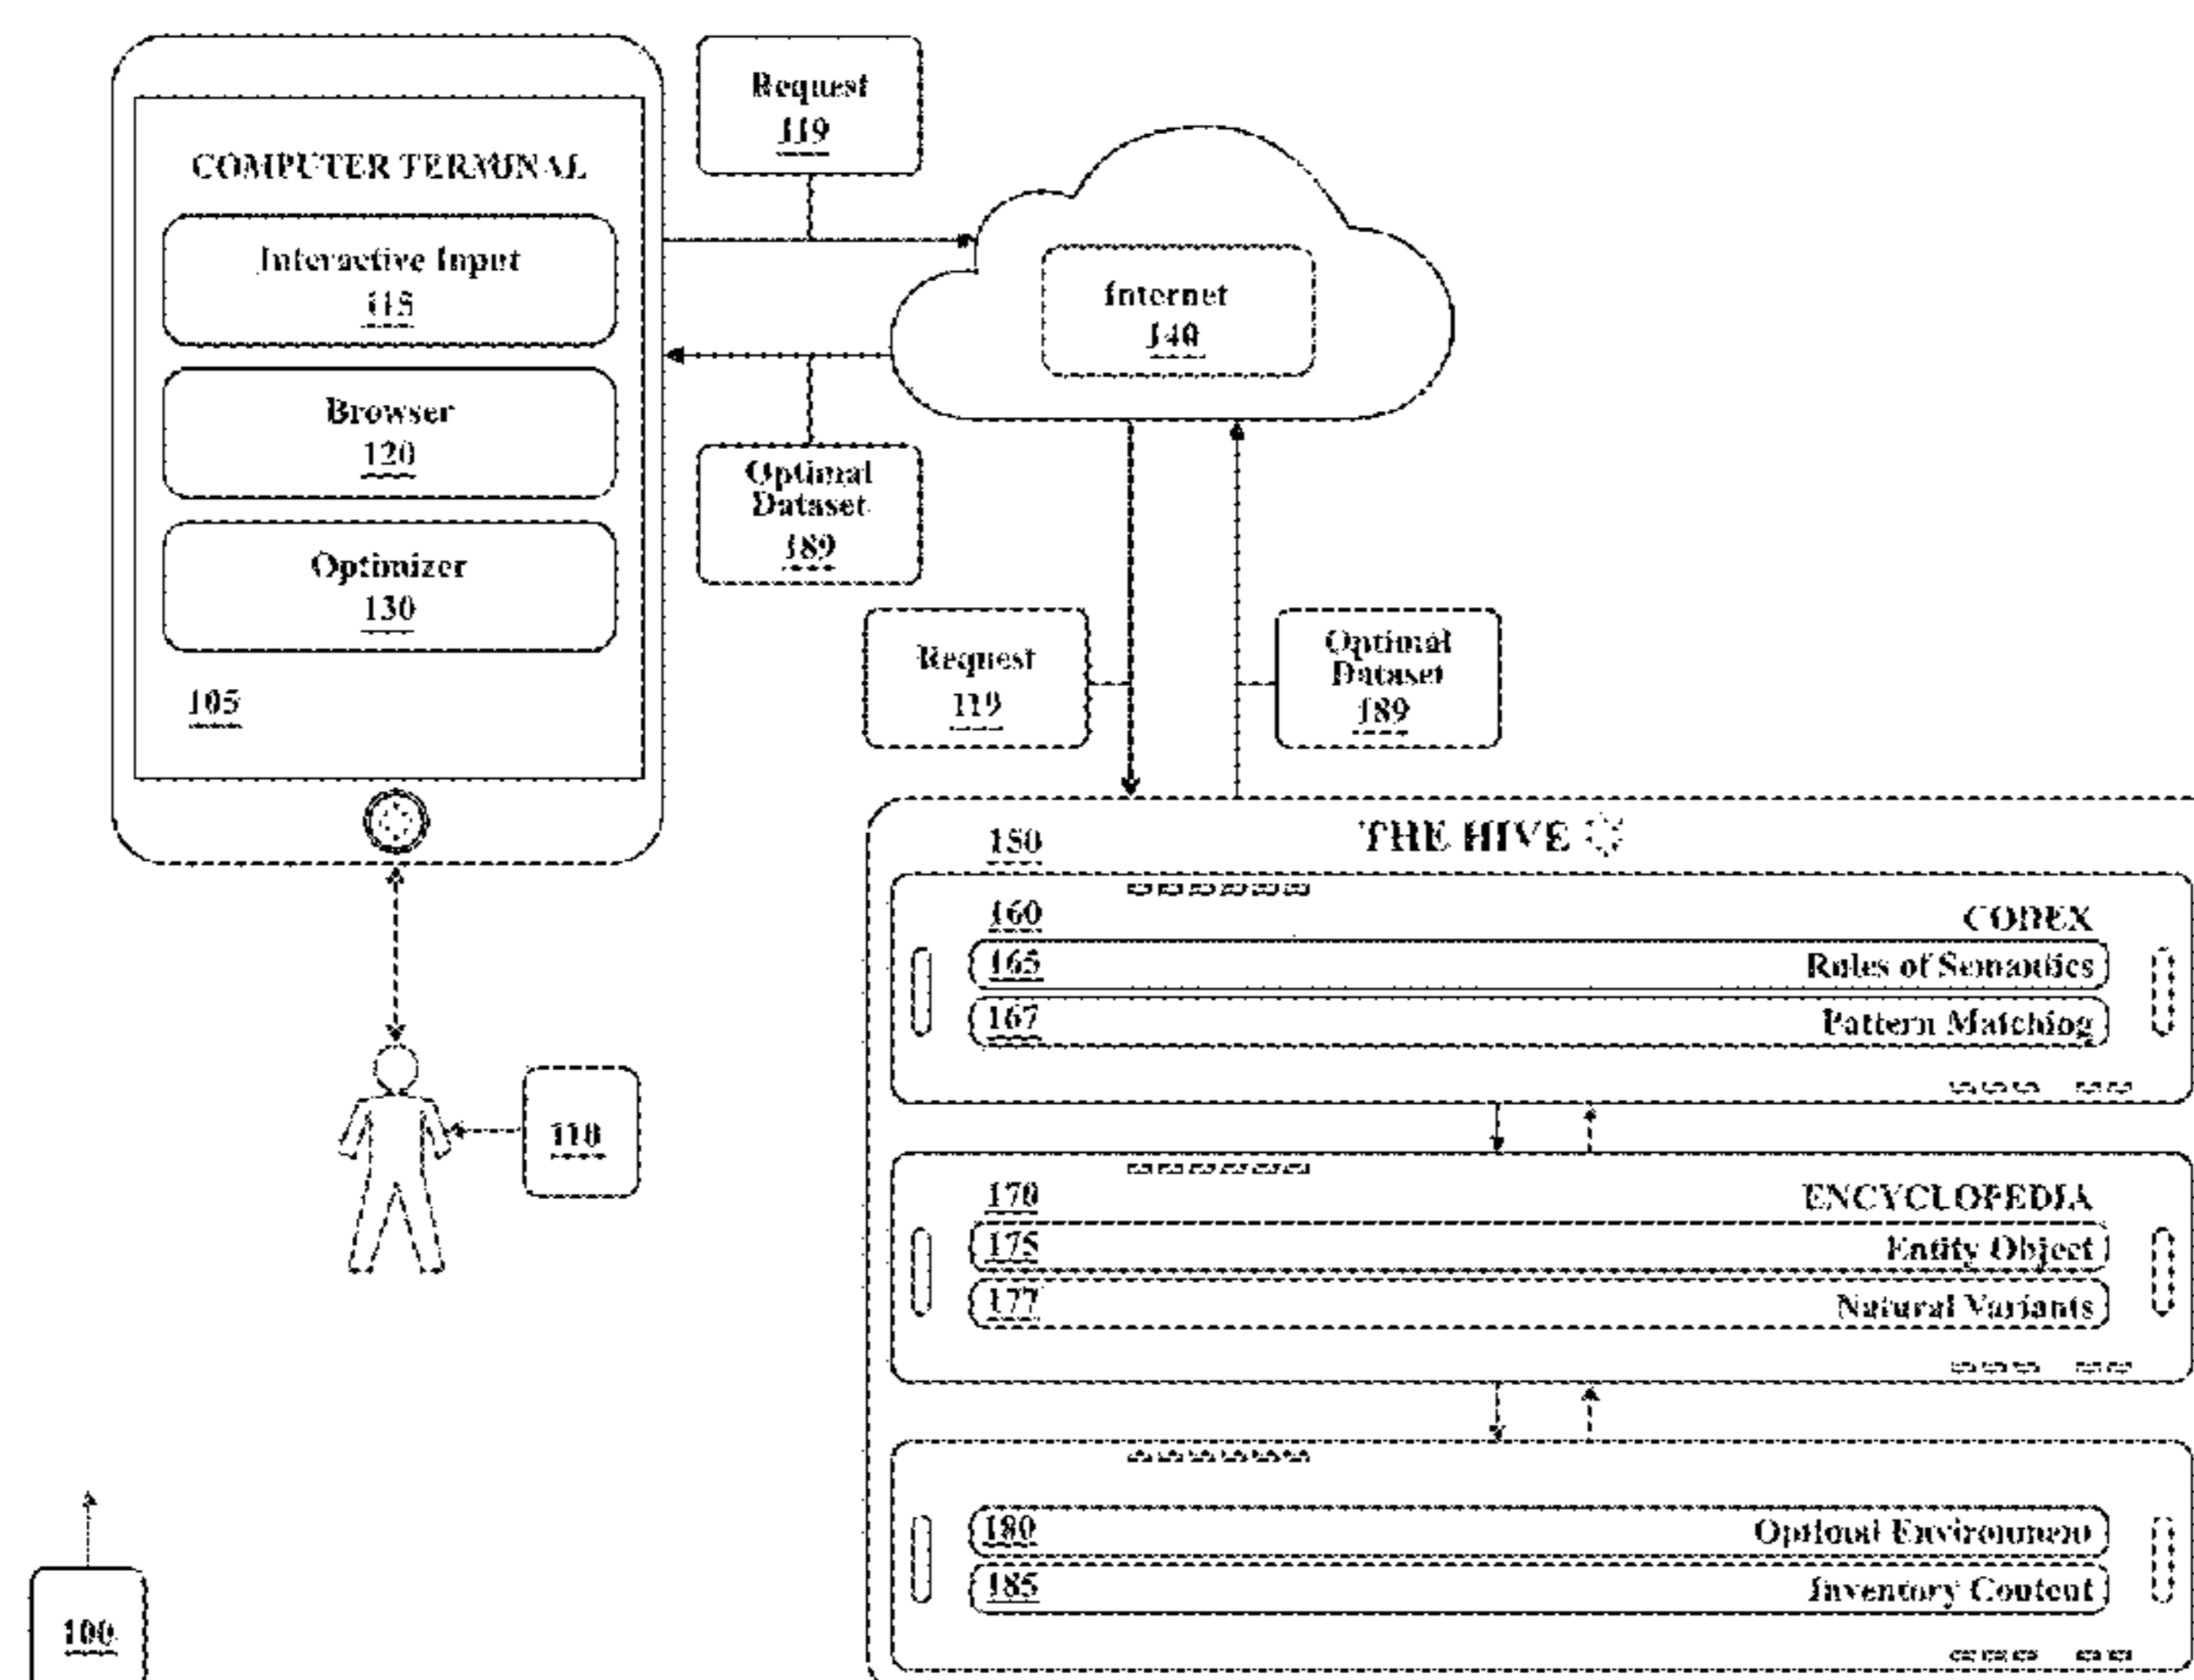 COMPUTER TERMINAL
Interactive Input
115
Browser
120
Optimizer
130
105
Request
119
Internet
140
Optimal
Dataset
189
Request
119
Optimal
Dataset
189
110
100
150
THE HIVE
160
CODEX
165
Rules of Semantics
167
Pattern Matching
170
ENCYCLOPEDIA
175
Entity Object
177
Natural Variants
180
Optimal Environment
185
Inventory Content